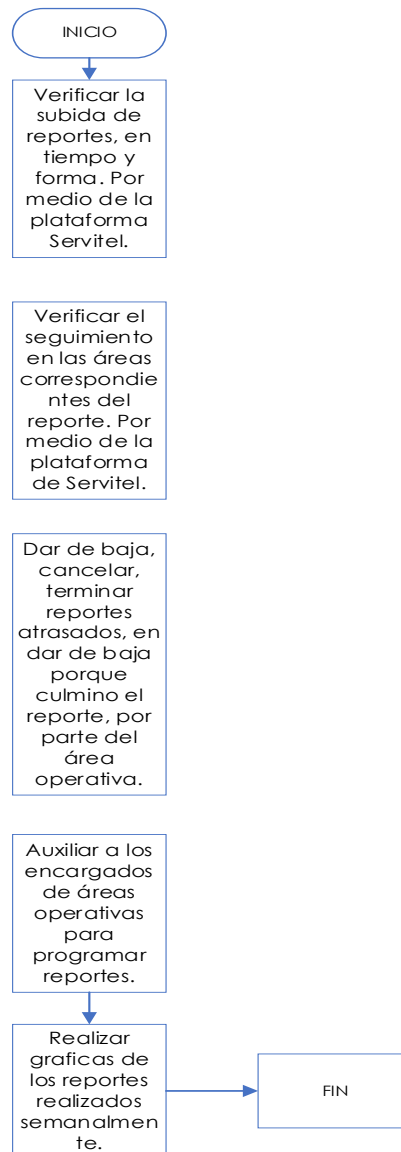 INICIO
Verificar la
subida de
reportes, en
tiempo y
forma. Por
medio de la
plataforma
Servitel.
Verificar el
seguimiento
en las áreas
correspondie
ntes del
reporte. Por
medio de la
plataforma
de Servitel.
Dar de baja,
cancelar,
terminar
reportes
atrasados, en
dar de baja
porque
culmino el
reporte, por
parte del
área
operativa.
Auxiliar a los
encargados
de áreas
operativas
para
programar
reportes.
Realizar
graficas de
los reportes
realizados
semanalmen
te.
FIN